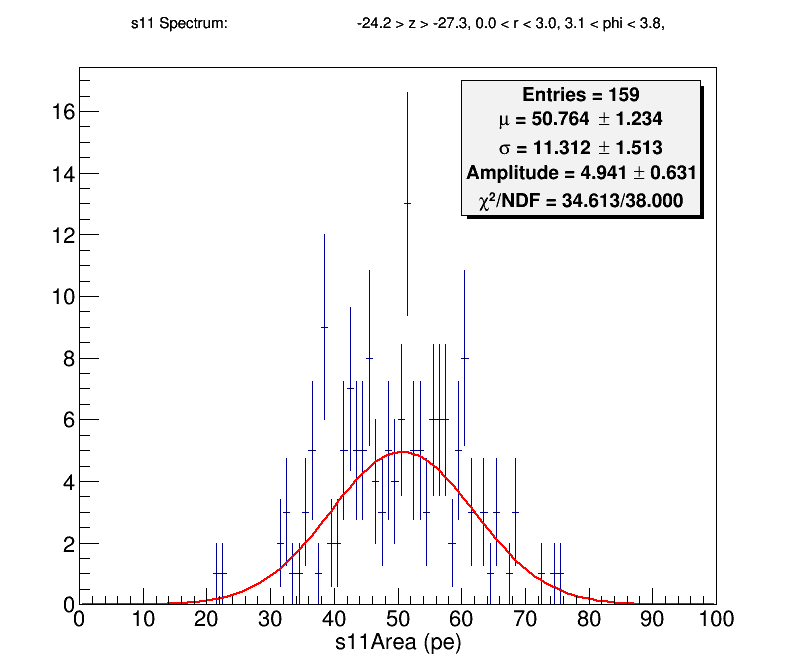 s11 Spectrum: -24.2 > z > -27.3, 0.0 < r < 3.0, 3.1 < phi < 3.8,
Entries = 159
μ = 50.764 ± 1.234
σ = 11.312 ± 1.513
Amplitude = 4.941 ± 0.631
χ²/NDF = 34.613/38.000
16
14
12
10
8
6
4
2
0
0 10 20 30 40 50 60 70 80 90 100
s11Area (pe)